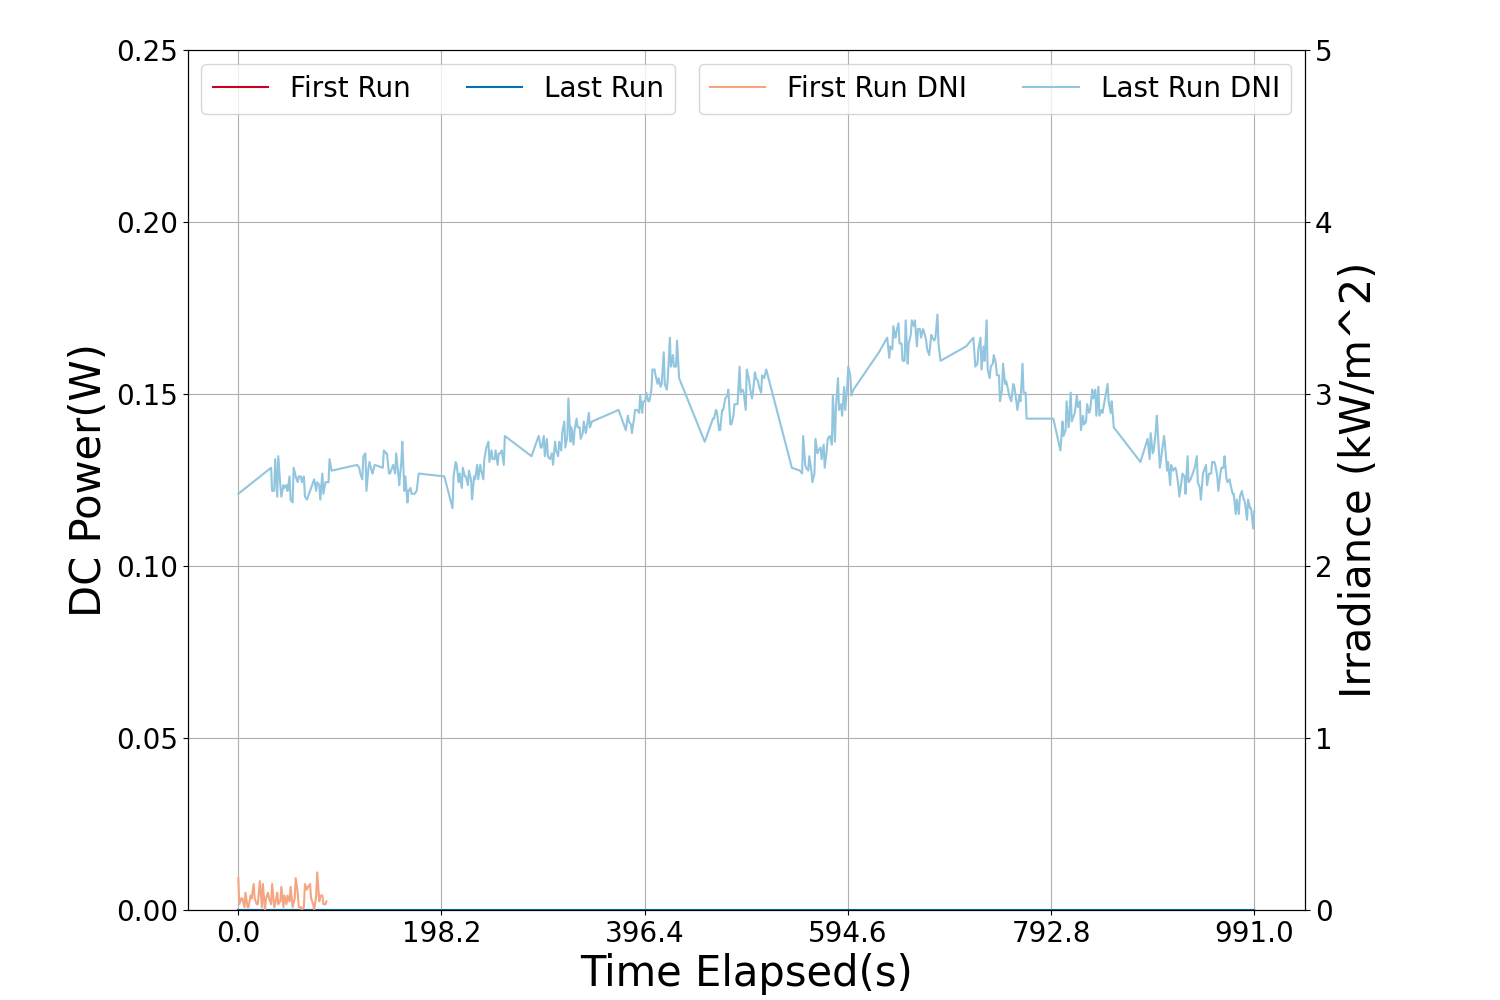 First Run
Last Run
First Run DNI
Last Run DNI
0.25
0.20
0.15
0.10
0.05
0.00
DC Power(W)
5
4
3
2
1
0
Irradiance (kW/m^2)
0.0 198.2 396.4 594.6 792.8 991.0
Time Elapsed(s)